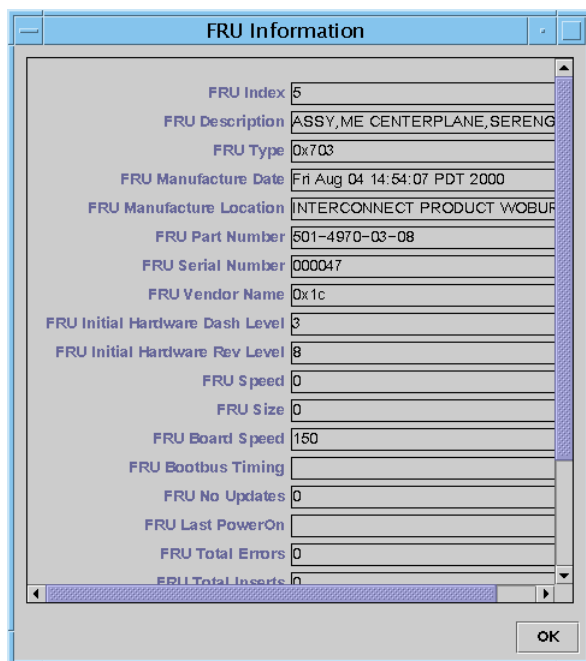 FRU Information
FRU Index 5
FRU Description ASSY,ME CENTERPLANE,SERENG
FRU Type 0x703
FRU Manufacture Date Fri Aug 04 14:54:07 PDT 2000
FRU Manufacture Location INTERCONNECT PRODUCT WOBUR
FRU Part Number 501-4970-03-08
FRU Serial Number 000047
FRU Vendor Name 0x1c
FRU Initial Hardware Dash Level 3
FRU Initial Hardware Rev Level 8
FRU Speed 0
FRU Size 0
FRU Board Speed 150
FRU Bootbus Timing
FRU No Updates 0
FRU Last PowerOn
FRU Total Errors 0
FRU Total Inserts 0
OK